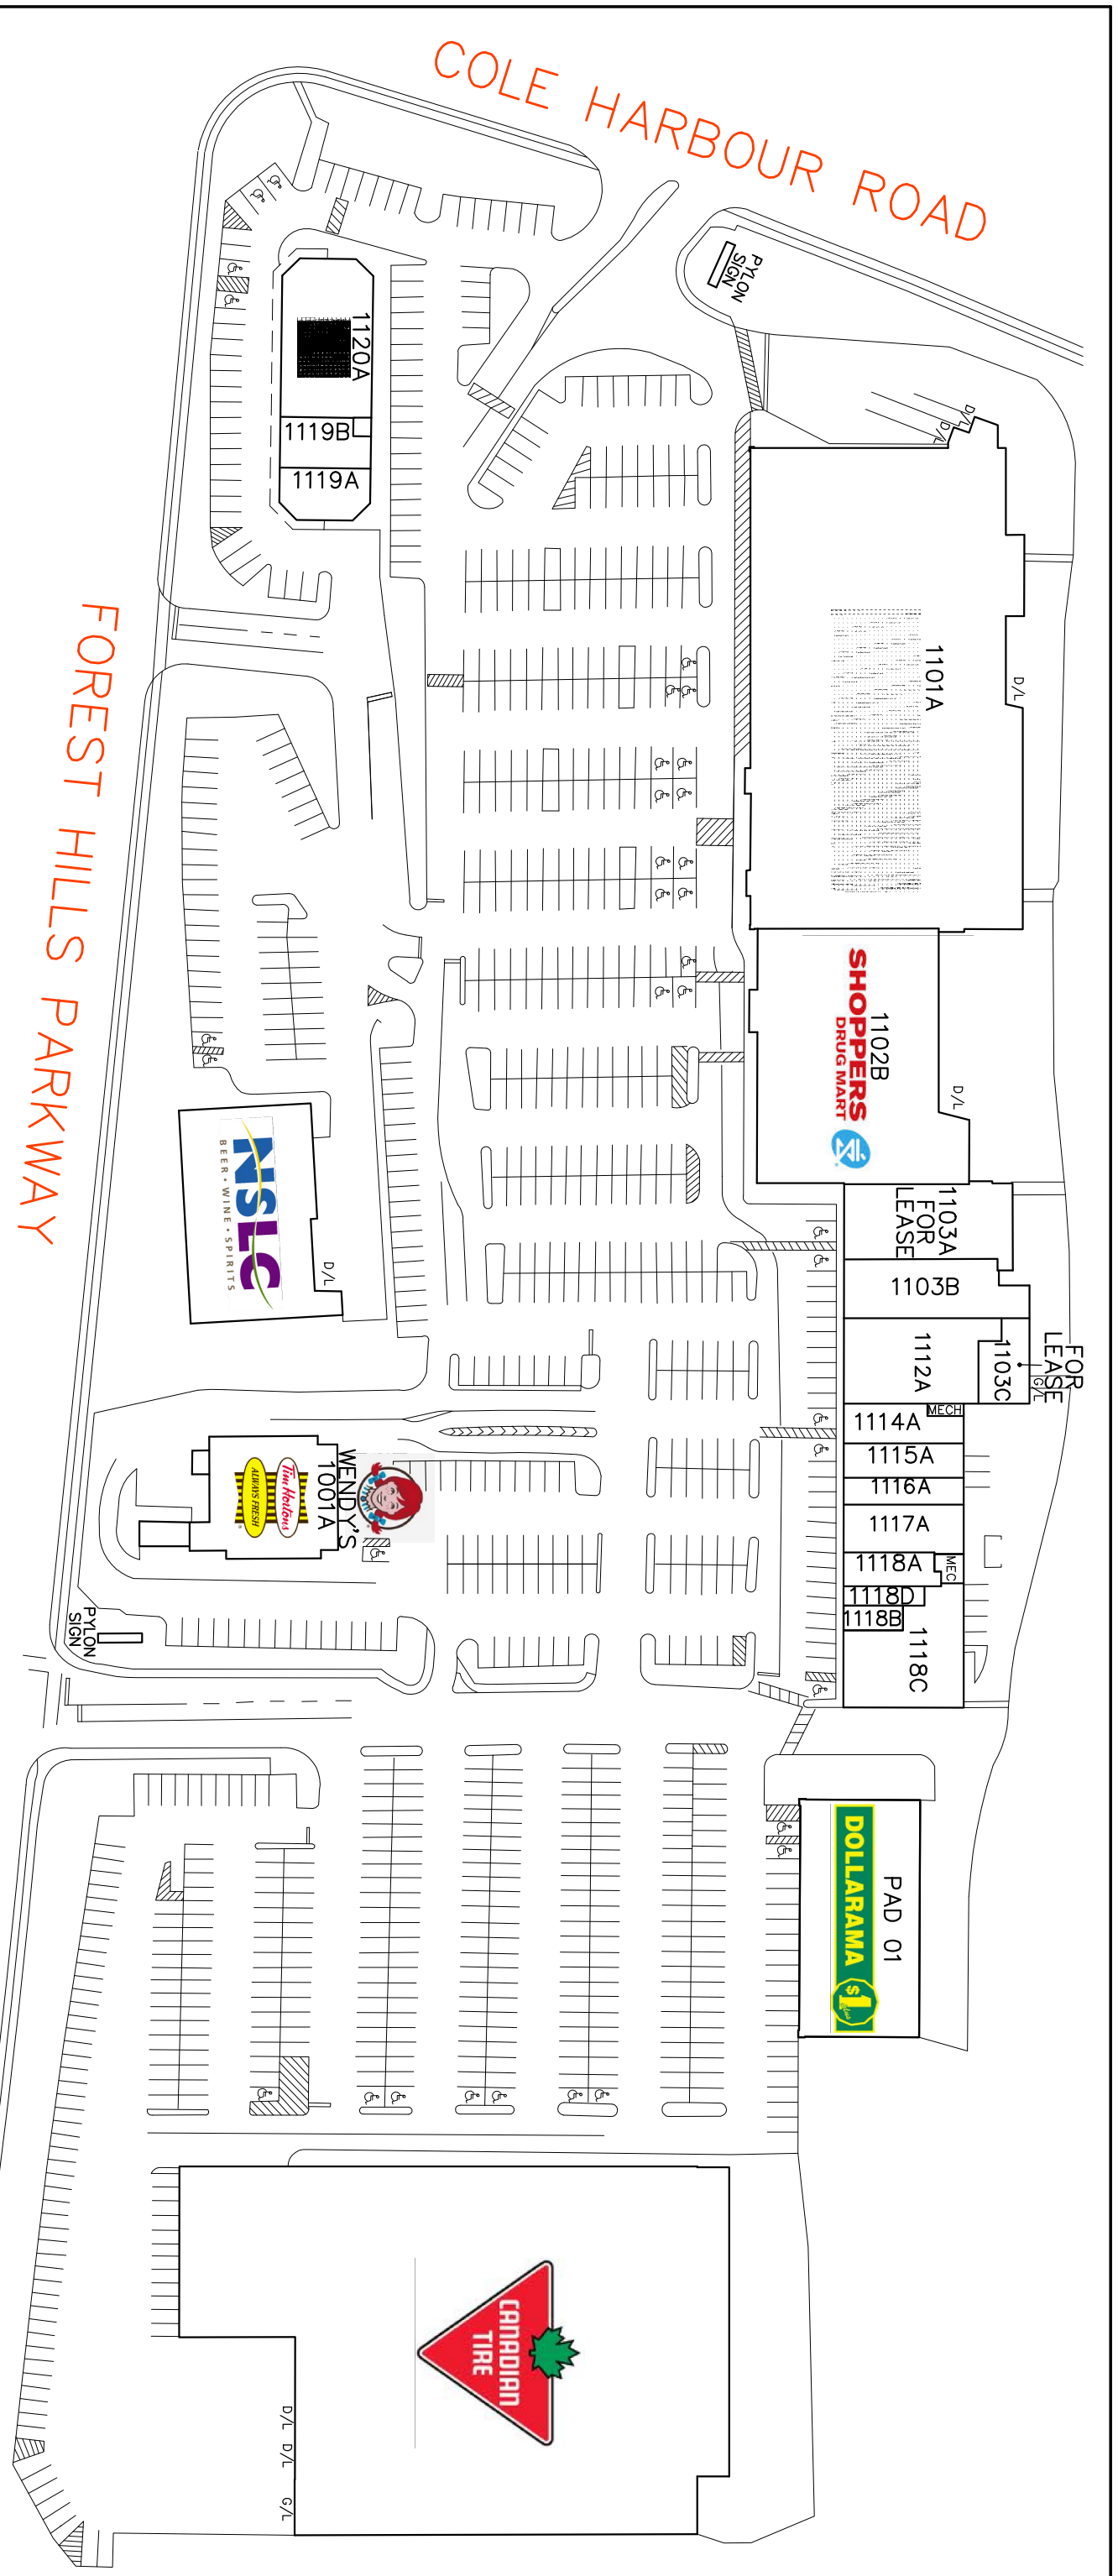 COLE HARBOUR ROAD
PYLON
SIGN
D/L
D/L
1120A
1119B
1119A
1101A
D/L
FOREST HILLS PARKWAY
1102B
SHOPPERS
DRUG MART
D/L
NSLC
BEER • WINE • SPIRITS
D/L
1103A
FOR
LEASE
1103B
1103C
FOR
LEASE
G/L
1112A
MECH
1114A
1115A
1116A
1117A
1118A
MEC
1118D
1118B
1118C
WENDY'S
1001A
Tim Hortons
ALWAYS FRESH
PYLON
SIGN
PAD 01
DOLLARAMA $1 plus
CANADIAN
TIRE
D/L D/L G/L